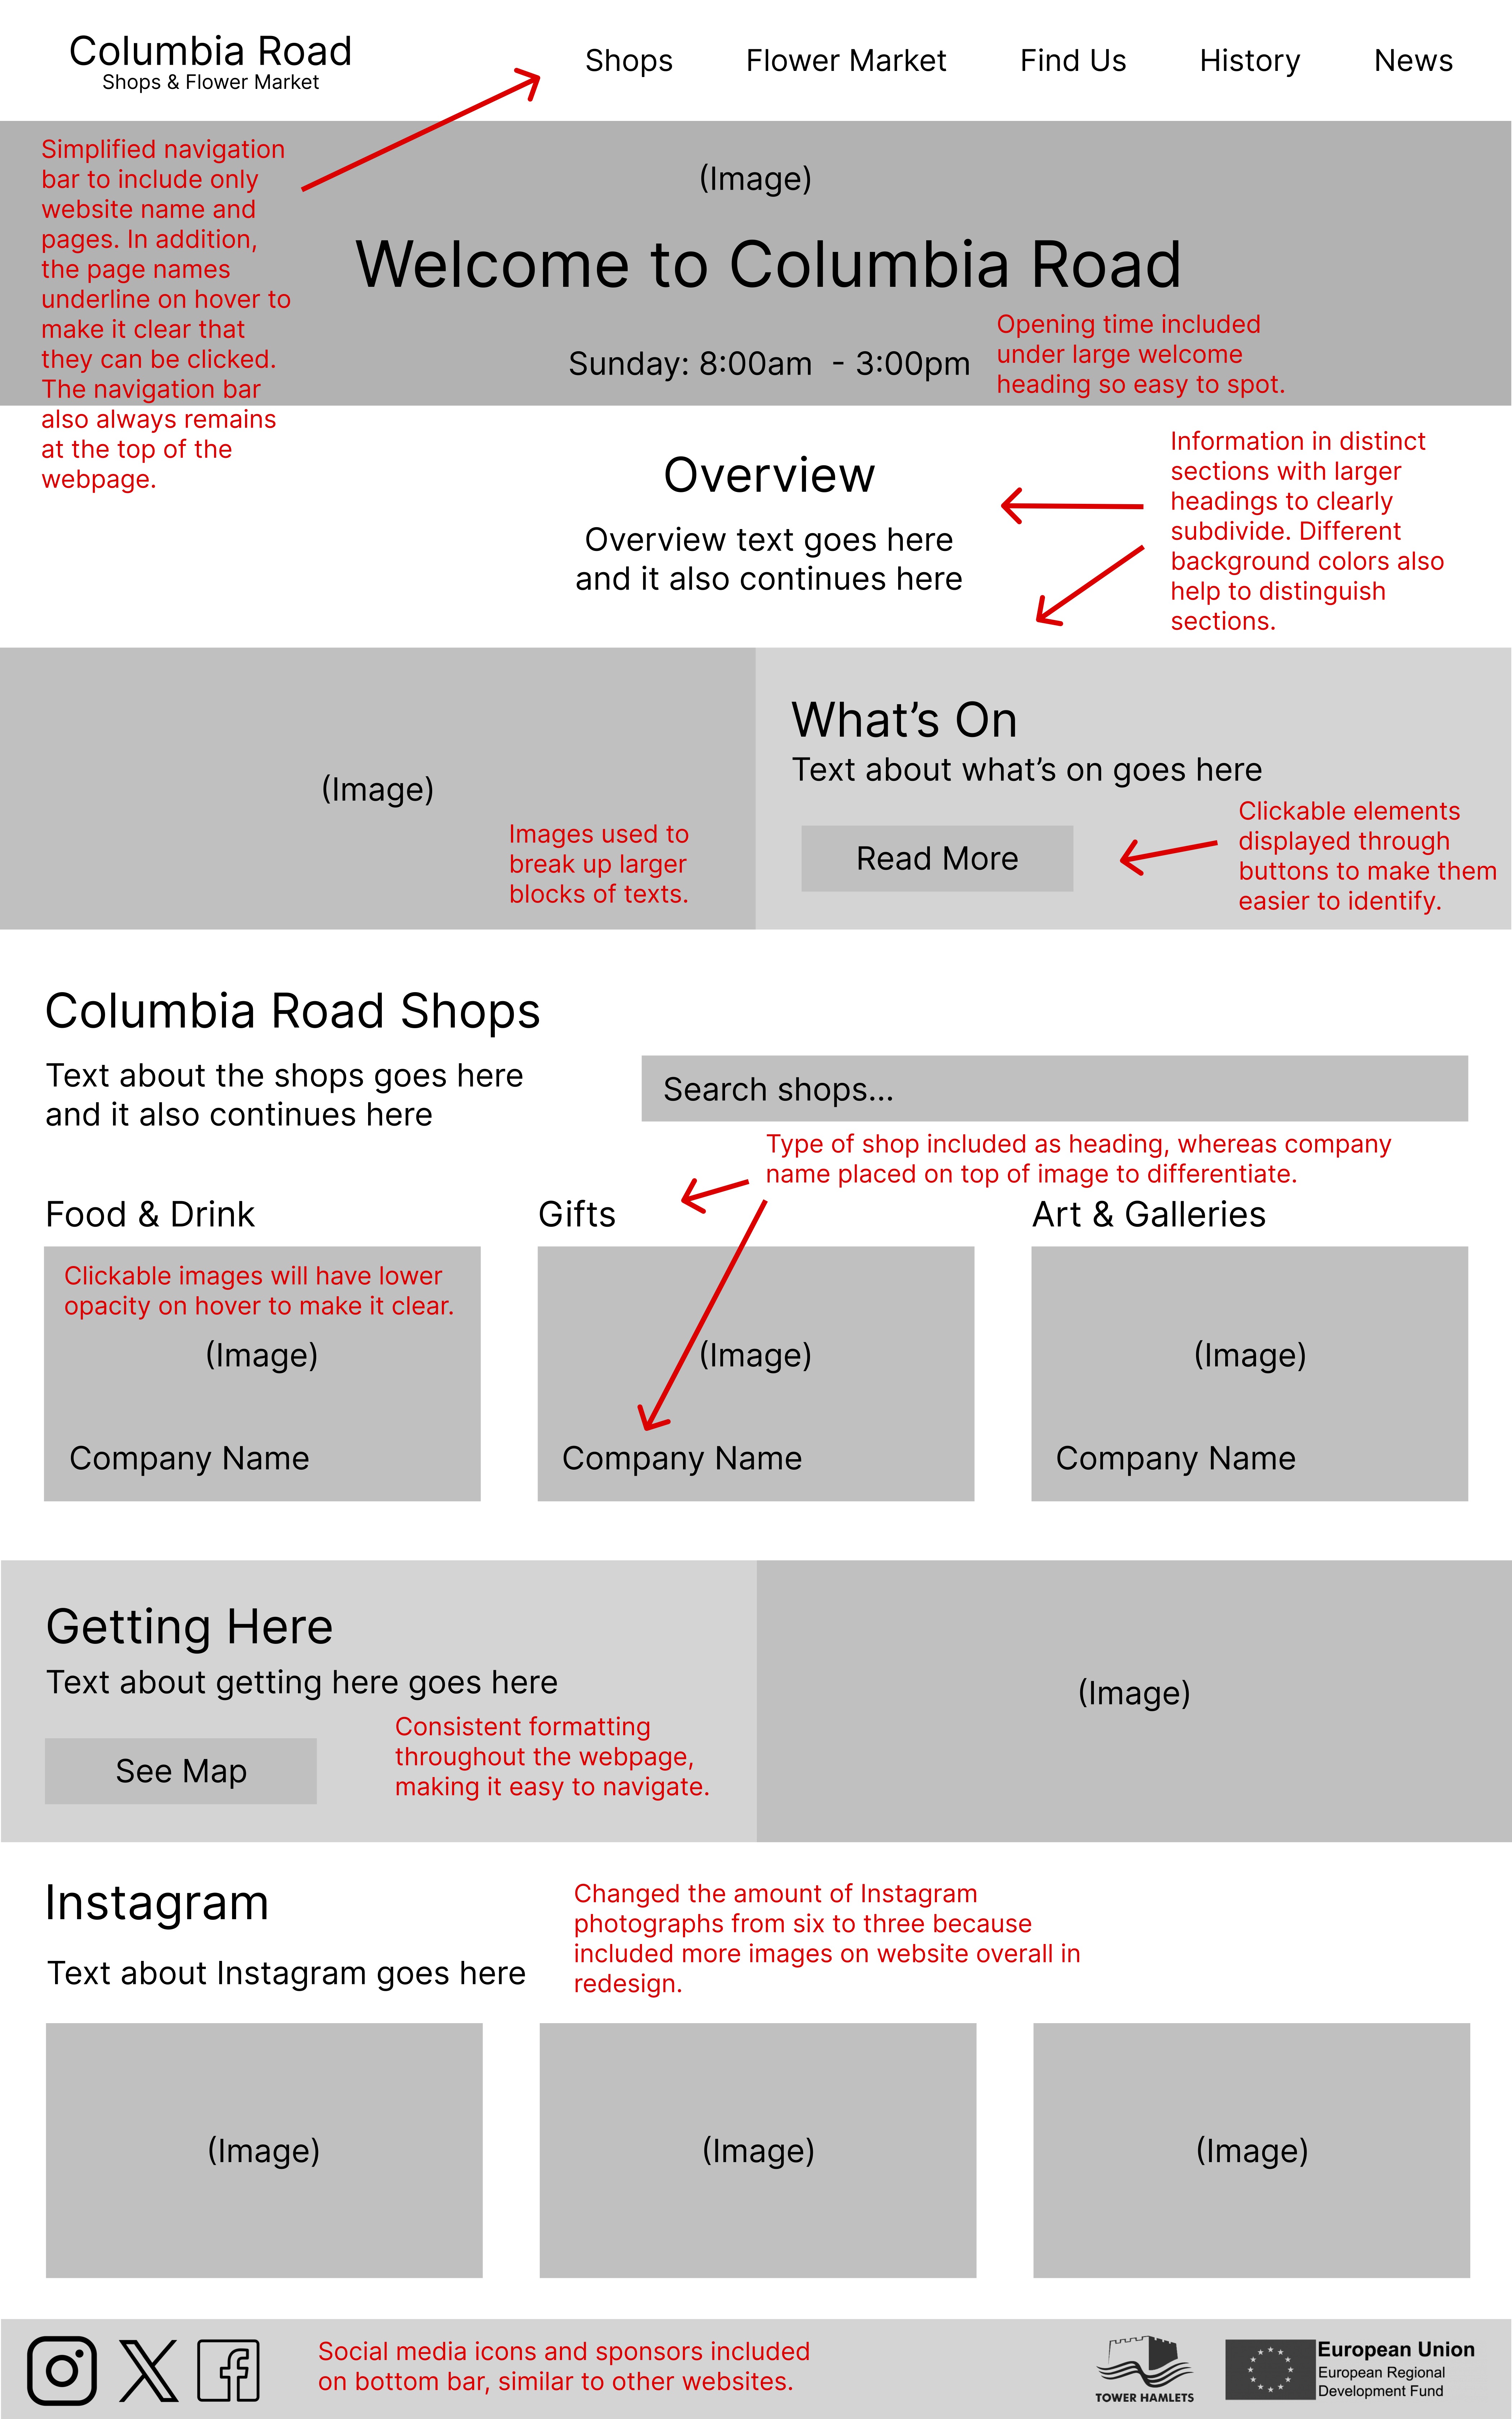 Columbia Road
Shops & Flower Market
Shops
Flower Market
Find Us
History
News
Simplified navigation
bar to include only
website name and
pages. In addition,
the page names
underline on hover to
make it clear that
they can be clicked.
The navigation bar
also always remains
at the top of the
webpage.
(Image)
Welcome to Columbia Road
Sunday: 8:00am  - 3:00pm
Opening time included
under large welcome
heading so easy to spot.
Overview
Overview text goes here
and it also continues here
Information in distinct
sections with larger
headings to clearly
subdivide. Different
background colors also
help to distinguish
sections.
(Image)
Images used to
break up larger
blocks of texts.
What’s On
Text about what’s on goes here
Read More
Clickable elements
displayed through
buttons to make them
easier to identify.
Columbia Road Shops
Text about the shops goes here
and it also continues here
Search shops...
Type of shop included as heading, whereas company
name placed on top of image to differentiate.
Food & Drink
Clickable images will have lower
opacity on hover to make it clear.
(Image)
Company Name
Gifts
(Image)
Company Name
Art & Galleries
(Image)
Company Name
Getting Here
Text about getting here goes here
See Map
Consistent formatting
throughout the webpage,
making it easy to navigate.
(Image)
Instagram
Text about Instagram goes here
Changed the amount of Instagram
photographs from six to three because
included more images on website overall in
redesign.
(Image)
(Image)
(Image)
Social media icons and sponsors included
on bottom bar, similar to other websites.
TOWER HAMLETS
European Union
European Regional
Development Fund